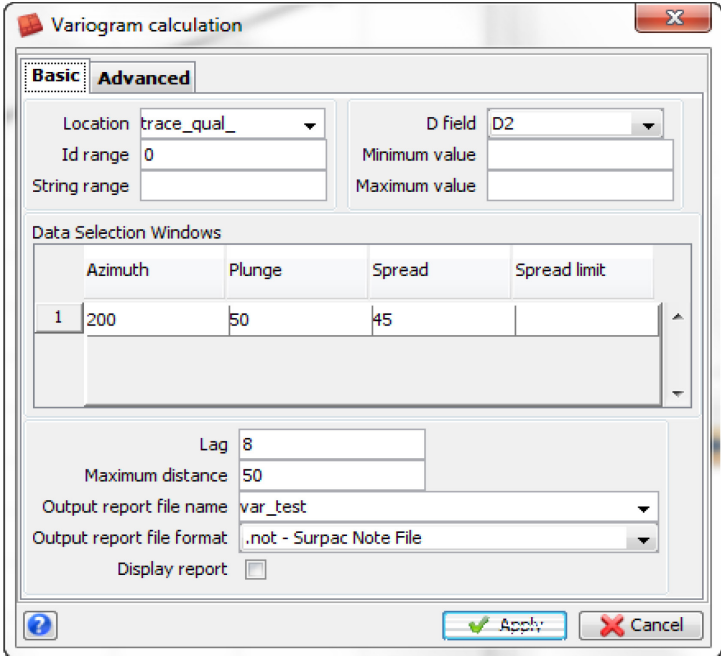 Variogram calculation
Basic Advanced
Location trace_qual_ D field D2
Id range 0 Minimum value
String range Maximum value
Data Selection Windows
Azimuth Plunge Spread Spread limit
1 200 50 45
Lag 8
Maximum distance 50
Output report file name var_test
Output report file format .not - Surpac Note File
Display report
Apply Cancel